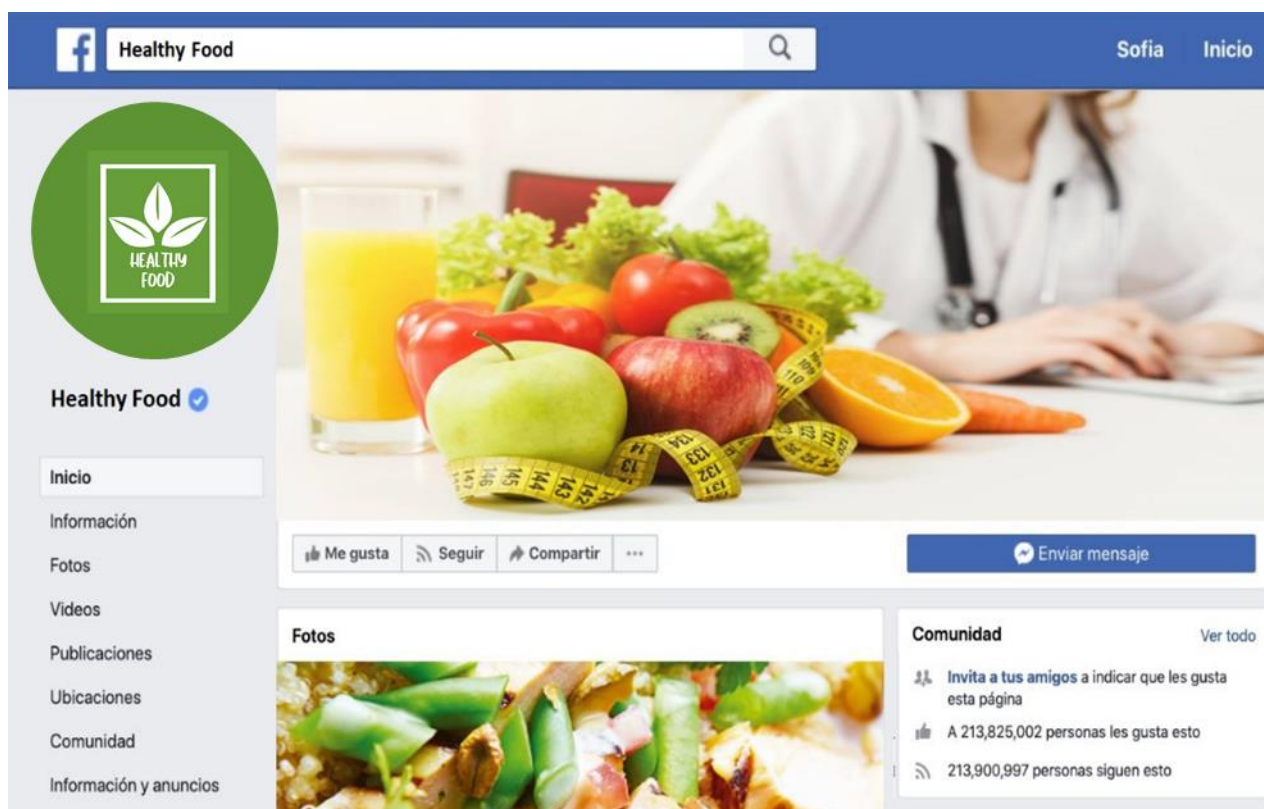 Healthy Food
Sofia
Inicio
HEALTHY
FOOD
Healthy Food
Inicio
Información
Fotos
Videos
Publicaciones
Ubicaciones
Comunidad
Información y anuncios
Me gusta
Seguir
Compartir
Enviar mensaje
Fotos
Comunidad
Ver todo
Invita a tus amigos a indicar que les gusta
esta página
A 213,825,002 personas les gusta esto
213,900,997 personas siguen esto